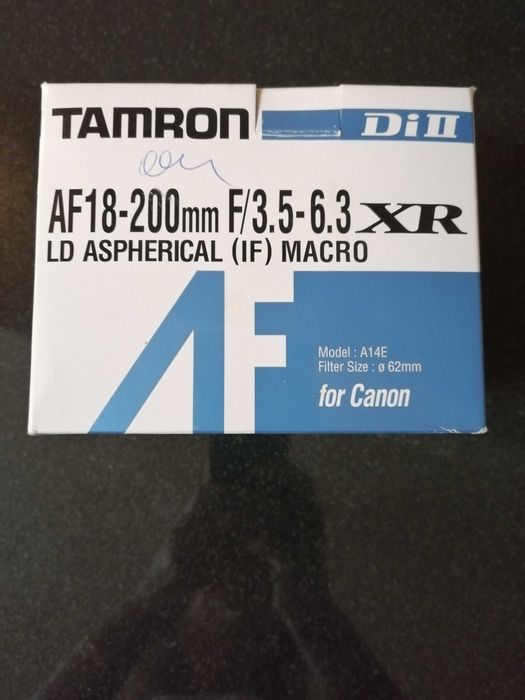 TAMRON Di II
AF18-200mm F/3.5-6.3 XR
LD ASPHERICAL (IF) MACRO
AF
Model : A14E
Filter Size : ø 62mm
for Canon